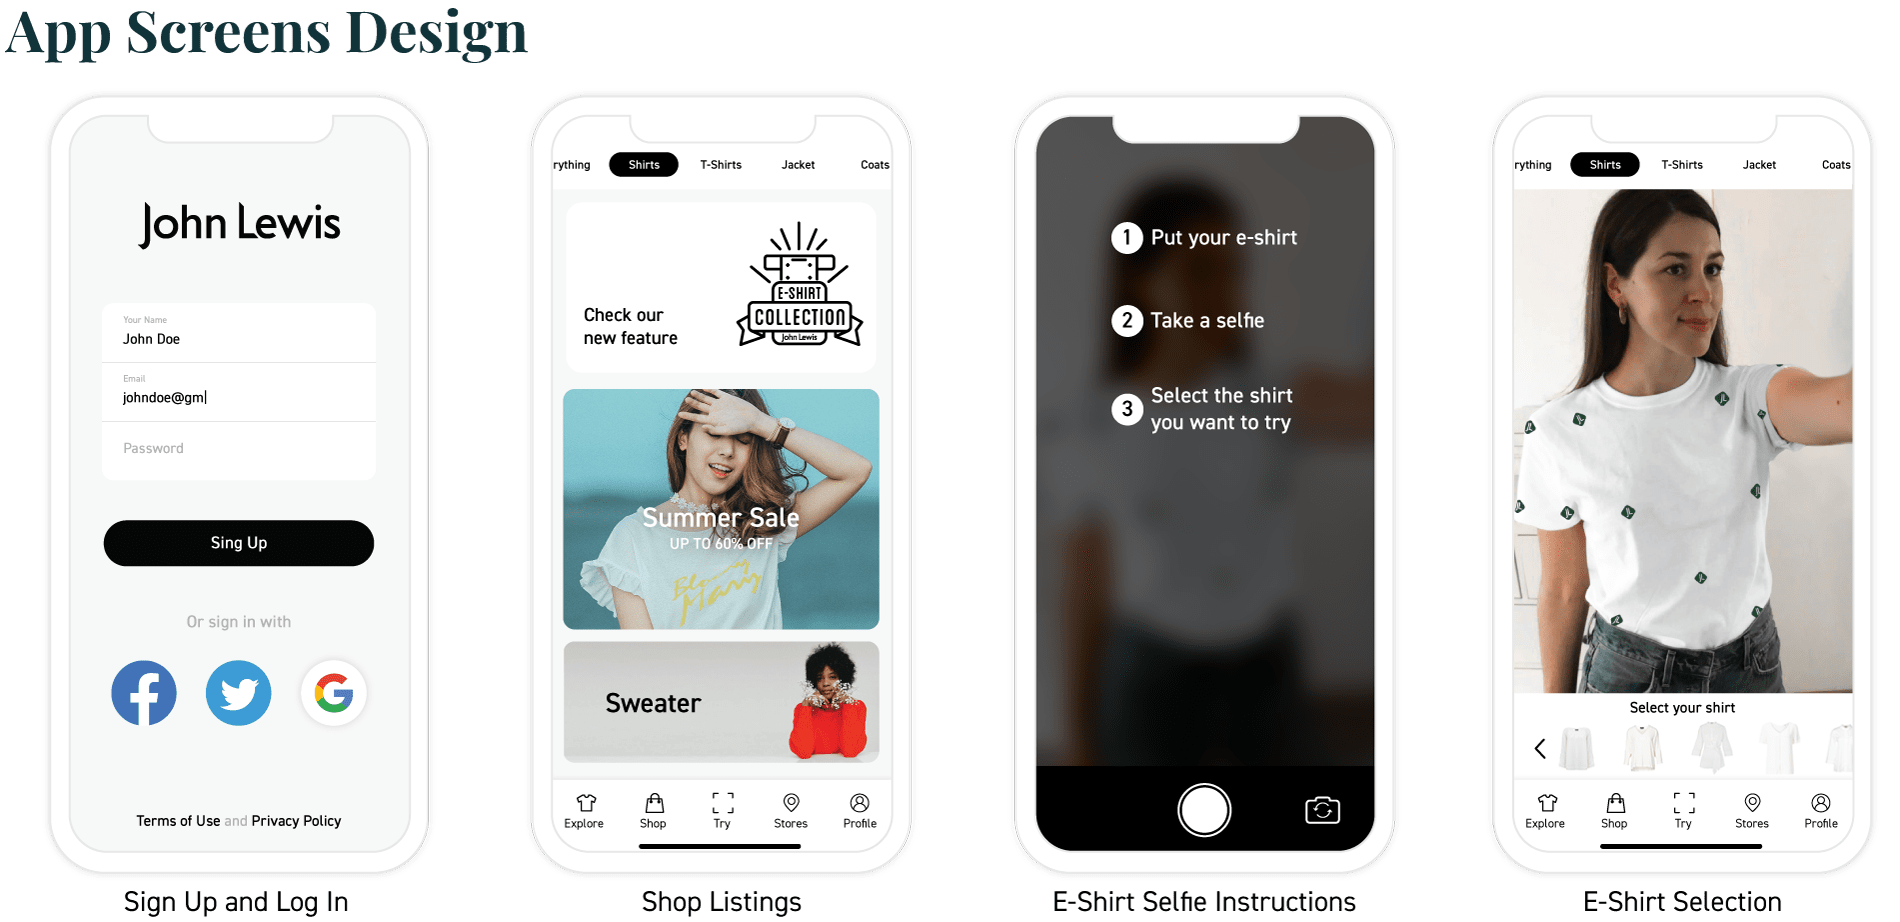 App Screens Design
John Lewis
Your Name
John Doe
Email
johndoe@gm
Password
Sing Up
Or sign in with
Terms of Use and Privacy Policy
Sign Up and Log In
rything Shirts T-Shirts Jacket Coats
Check our
new feature
E-SHIRT
COLLECTION
John Lewis
Summer Sale
UP TO 60% OFF
Blo
Mary
Sweater
Explore Shop Try Stores Profile
Shop Listings
1 Put your e-shirt
2 Take a selfie
3 Select the shirt
you want to try
E-Shirt Selfie Instructions
rything Shirts T-Shirts Jacket Coats
Select your shirt
Explore Shop Try Stores Profile
E-Shirt Selection